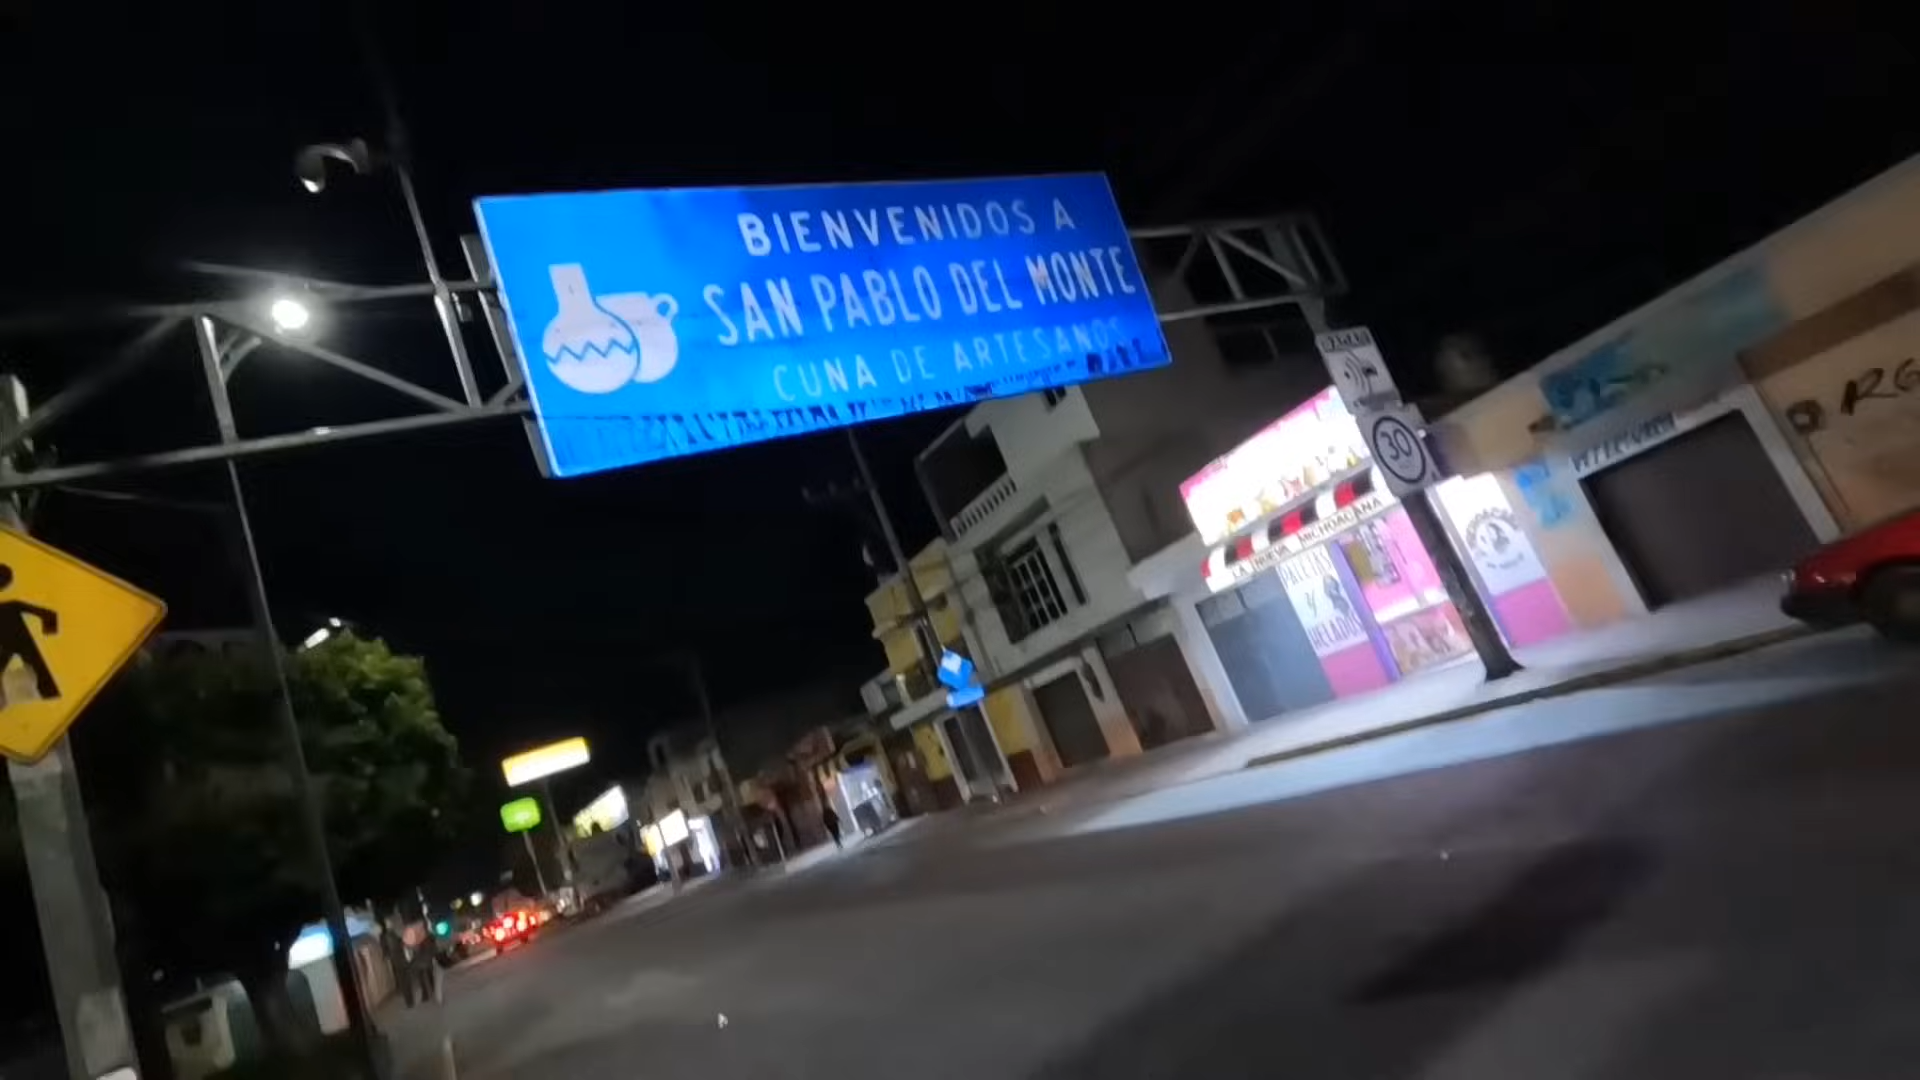 BIENVENIDOS A
SAN PABLO DEL MONTE
CUNA DE ARTESANOS
30
LA NUEVA MICHOACANA
PALETAS
Y
HELADOS